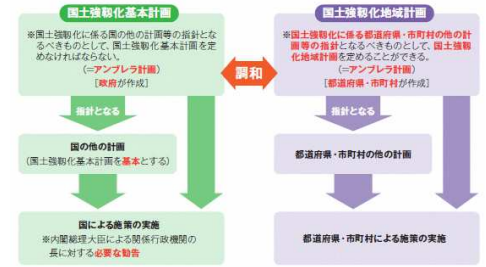 国土強靱化基本計画
※国土強靱化に係る国の他の計画等の指針とな
るべきものとして、国土強靱化基本計画を定
めなければならない。
（＝アンブレラ計画）
［政府が作成］
指針となる
国の他の計画
（国土強靱化基本計画を基本とする）
国による施策の実施
※内閣総理大臣による関係行政機関の
長に対する必要な勧告
調和
国土強靱化地域計画
※国土強靱化に係る都道府県・市町村の他の計
画等の指針となるべきものとして、国土強靱
化地域計画を定めることができる。
（＝アンブレラ計画）
［都道府県・市町村が作成］
指針となる
都道府県・市町村の他の計画
都道府県・市町村による施策の実施